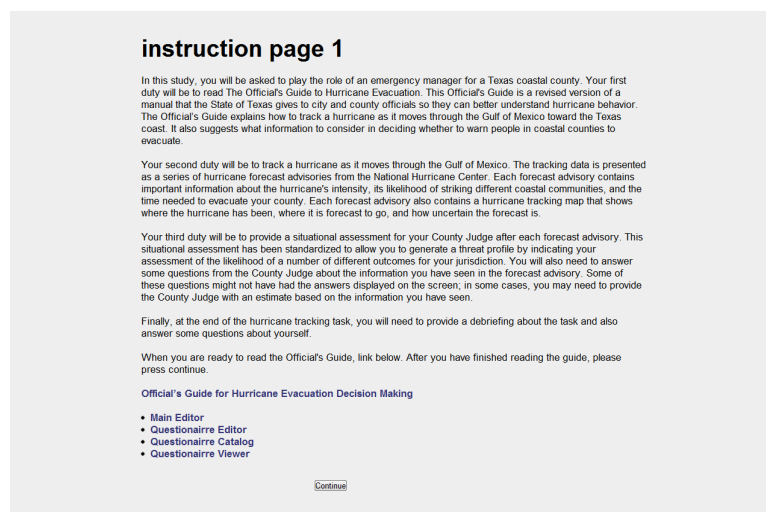 instruction page 1
In this study, you will be asked to play the role of an emergency manager for a Texas coastal county. Your first
duty will be to read The Official's Guide to Hurricane Evacuation. This Official's Guide is a revised version of a
manual that the State of Texas gives to city and county officials so they can better understand hurricane behavior.
The Official's Guide explains how to track a hurricane as it moves through the Gulf of Mexico toward the Texas
coast. It also suggests what information to consider in deciding whether to warn people in coastal counties to
evacuate.
Your second duty will be to track a hurricane as it moves through the Gulf of Mexico. The tracking data is presented
as a series of hurricane forecast advisories from the National Hurricane Center. Each forecast advisory contains
important information about the hurricane's intensity, its likelihood of striking different coastal communities, and the
time needed to evacuate your county. Each forecast advisory also contains a hurricane tracking map that shows
where the hurricane has been, where it is forecast to go, and how uncertain the forecast is.
Your third duty will be to provide a situational assessment for your County Judge after each forecast advisory. This
situational assessment has been standardized to allow you to generate a threat profile by indicating your
assessment of the likelihood of a number of different outcomes for your jurisdiction. You will also need to answer
some questions from the County Judge about the information you have seen in the forecast advisory. Some of
these questions might not have had the answers displayed on the screen; in some cases, you may need to provide
the County Judge with an estimate based on the information you have seen.
Finally, at the end of the hurricane tracking task, you will need to provide a debriefing about the task and also
answer some questions about yourself.
When you are ready to read the Official's Guide, link below. After you have finished reading the guide, please
press continue.
Official's Guide for Hurricane Evacuation Decision Making
• Main Editor
• Questionairre Editor
• Questionairre Catalog
• Questionairre Viewer
Continue